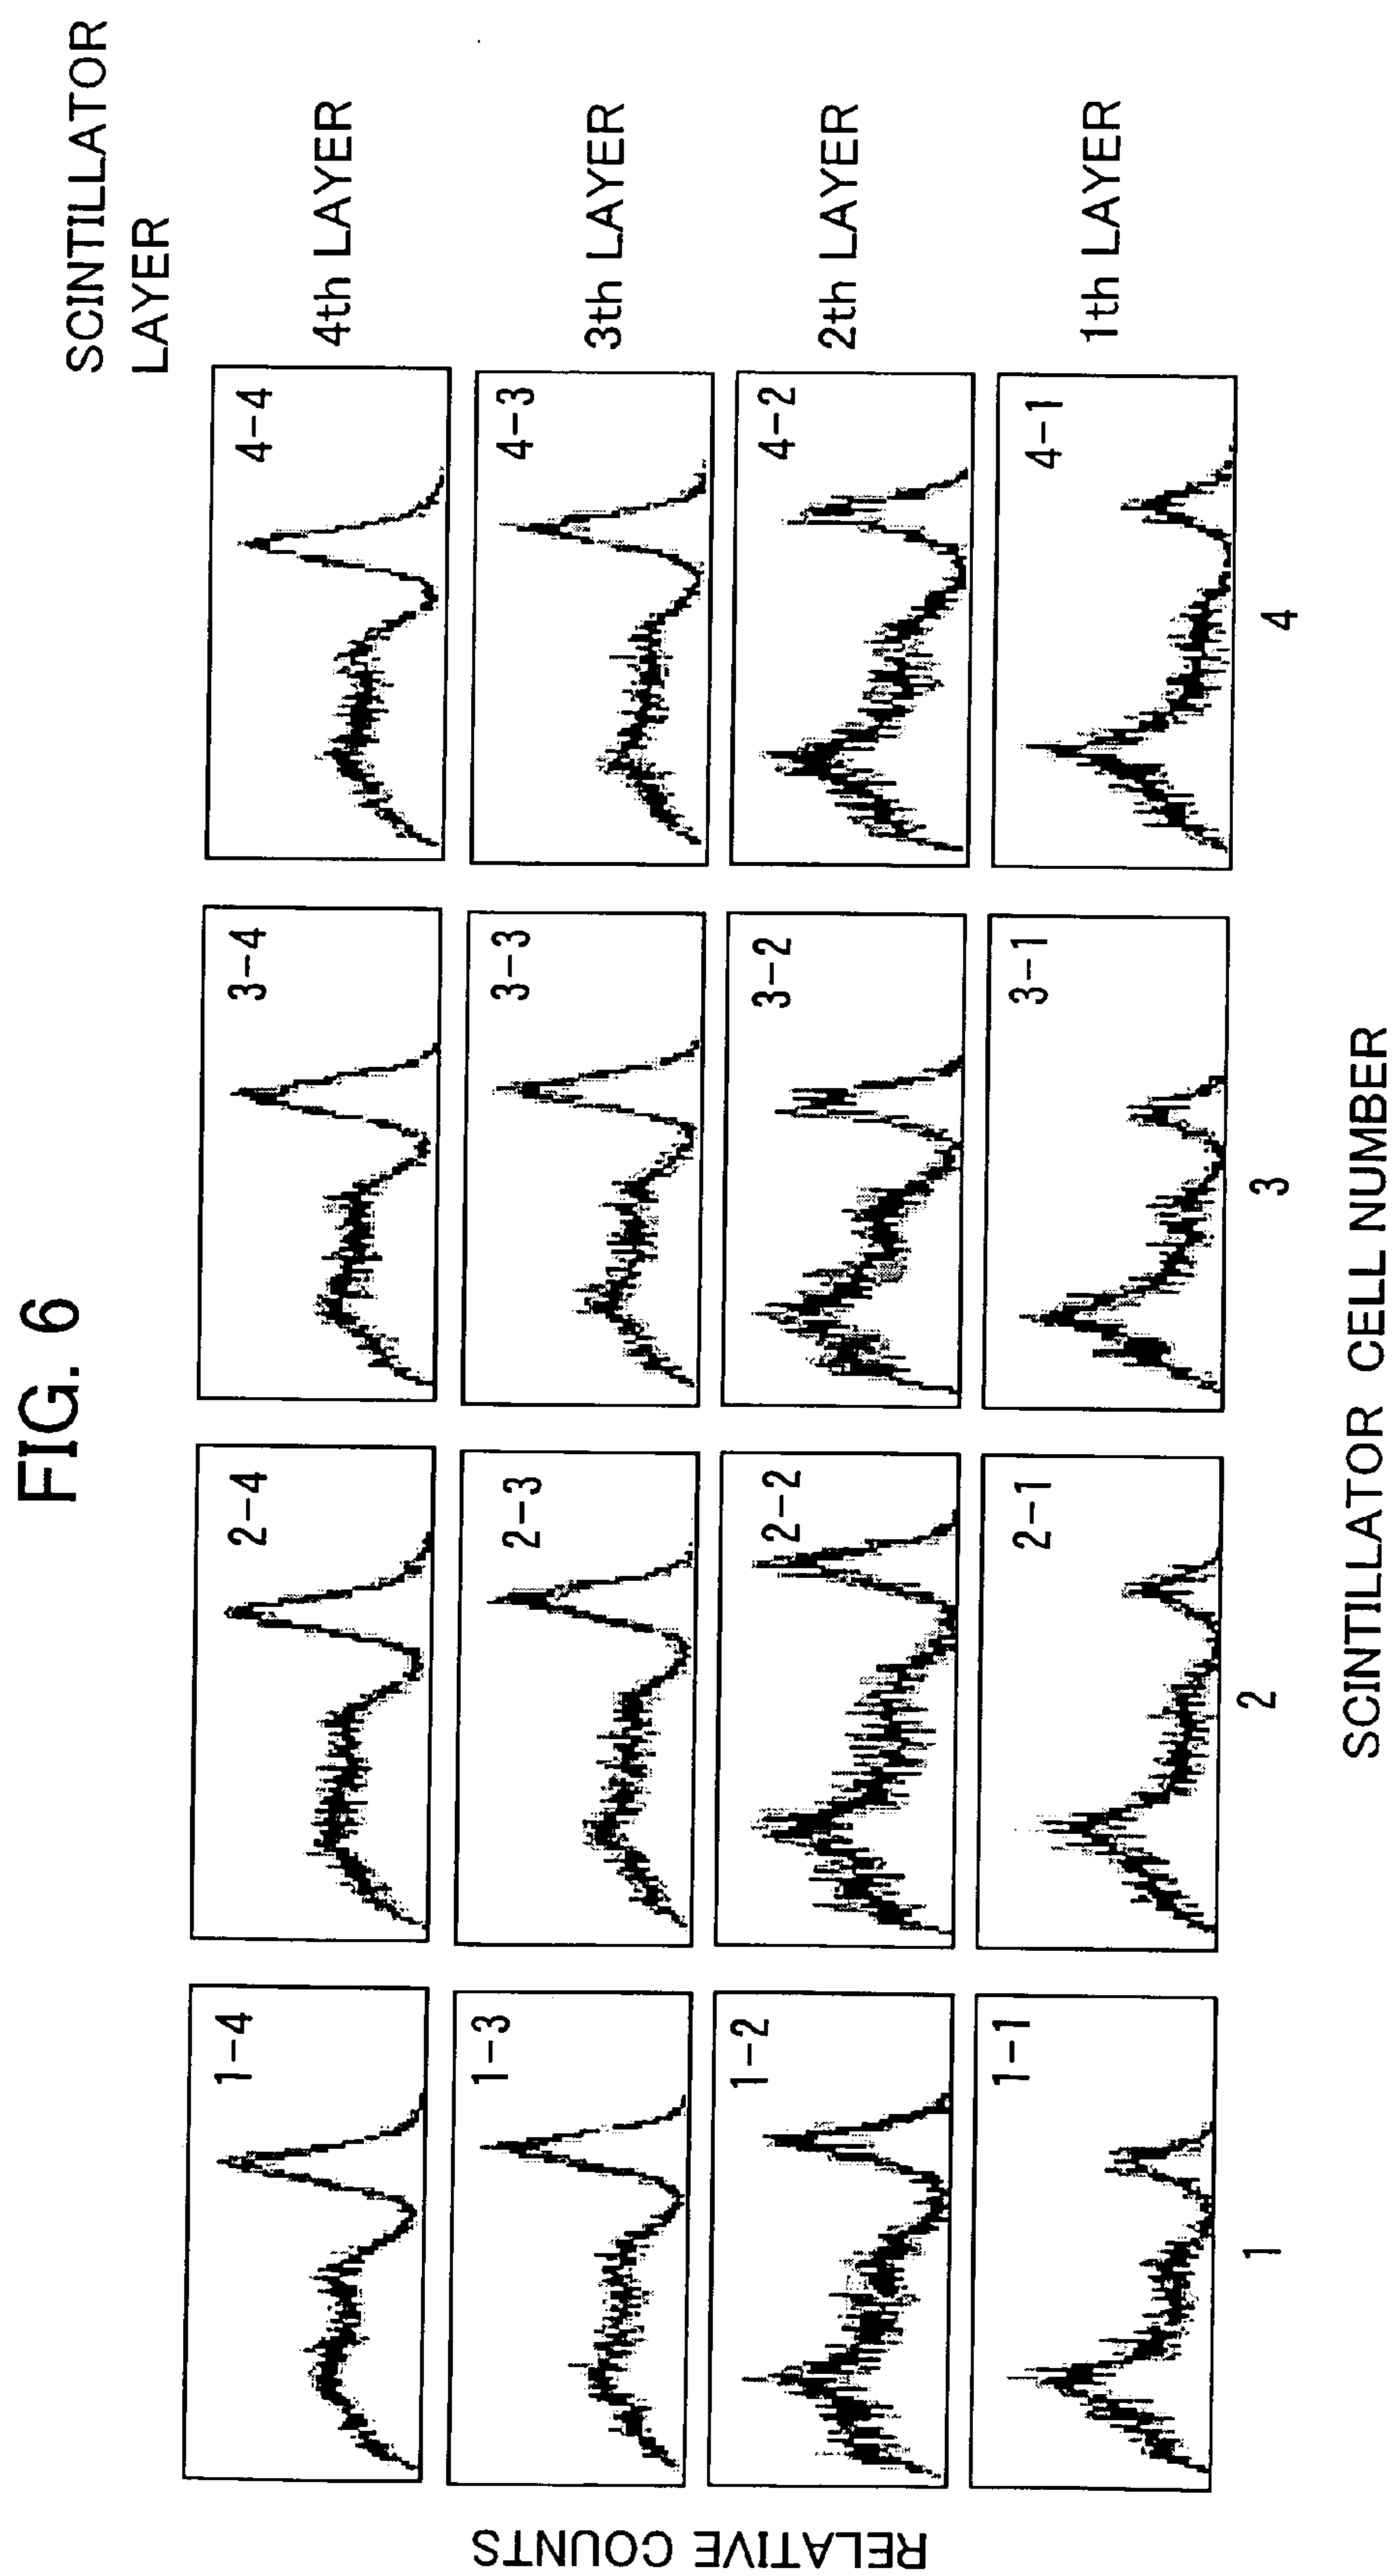 FIG. 6
SCINTILLATOR
LAYER
1-4 2-4 3-4 4-4 4th LAYER
1-3 2-3 3-3 4-3 3th LAYER
1-2 2-2 3-2 4-2 2th LAYER
1-1 2-1 3-1 4-1 1th LAYER
1 2 3 4
SCINTILLATOR CELL NUMBER
RELATIVE COUNTS